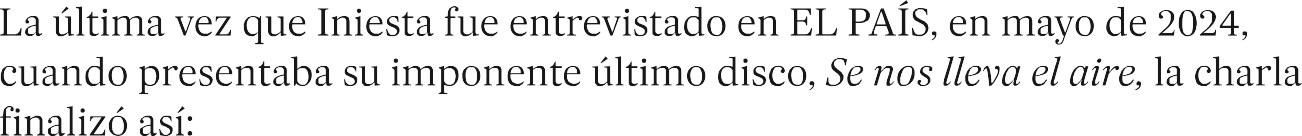 La última vez que Iniesta fue entrevistado en EL PAÍS, en mayo de 2024,
cuando presentaba su imponente último disco, Se nos lleva el aire, la charla
finalizó así: